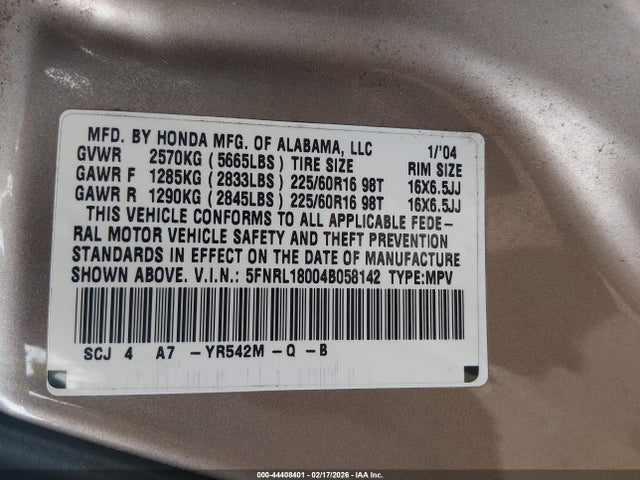 MFD. BY HONDA MFG. OF ALABAMA, LLC 1/'04
GVWR 2570KG (5665LBS) TIRE SIZE RIM SIZE
GAWR F 1285KG (2833LBS) 225/60R16 98T 16X6.5JJ
GAWR R 1290KG (2845LBS) 225/60R16 98T 16X6.5JJ
THIS VEHICLE CONFORMS TO ALL APPLICABLE FEDE-
RAL MOTOR VEHICLE SAFETY AND THEFT PREVENTION
STANDARDS IN EFFECT ON THE DATE OF MANUFACTURE
SHOWN ABOVE. V.I.N.: 5FNRL18004B058142 TYPE:MPV
SCJ 4 A7 -YR542M -Q -B
000-44408401 - 02/17/2026 - IAA Inc.